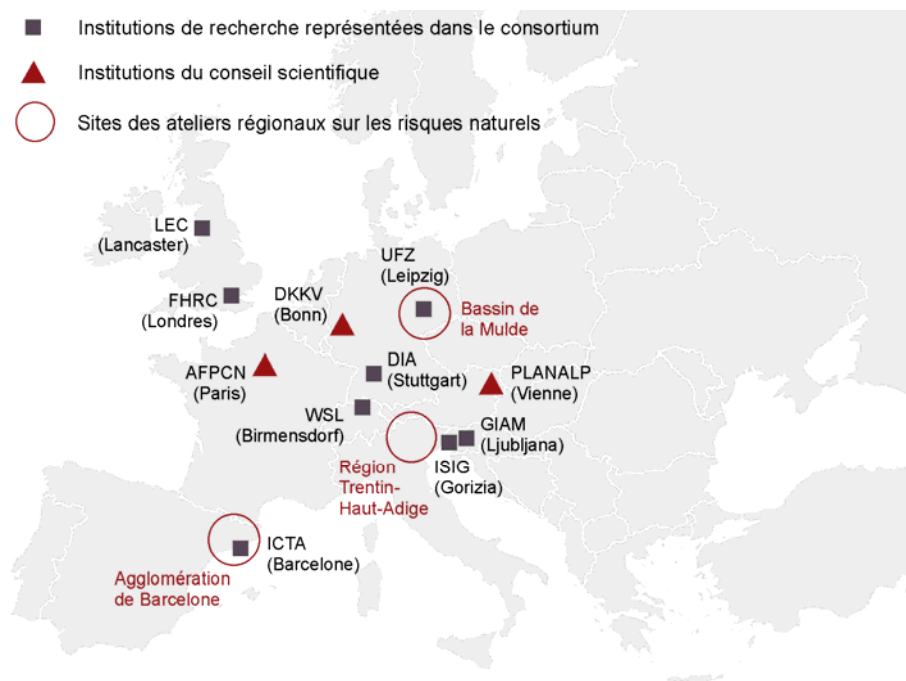 Institutions de recherche représentées dans le consortium
Institutions du conseil scientifique
Sites des ateliers régionaux sur les risques naturels
LEC
(Lancaster)
FHRC
(Londres)
DKKV
(Bonn)
UFZ
(Leipzig)
Bassin de
la Mulde
AFPCN
(Paris)
DIA
(Stuttgart)
PLANALP
(Vienne)
WSL
(Birmensdorf)
GIAM
(Ljubljana)
ISIG
(Gorizia)
Région
Trentin-
Haut-Adige
ICTA
(Barcelone)
Agglomération
de Barcelone